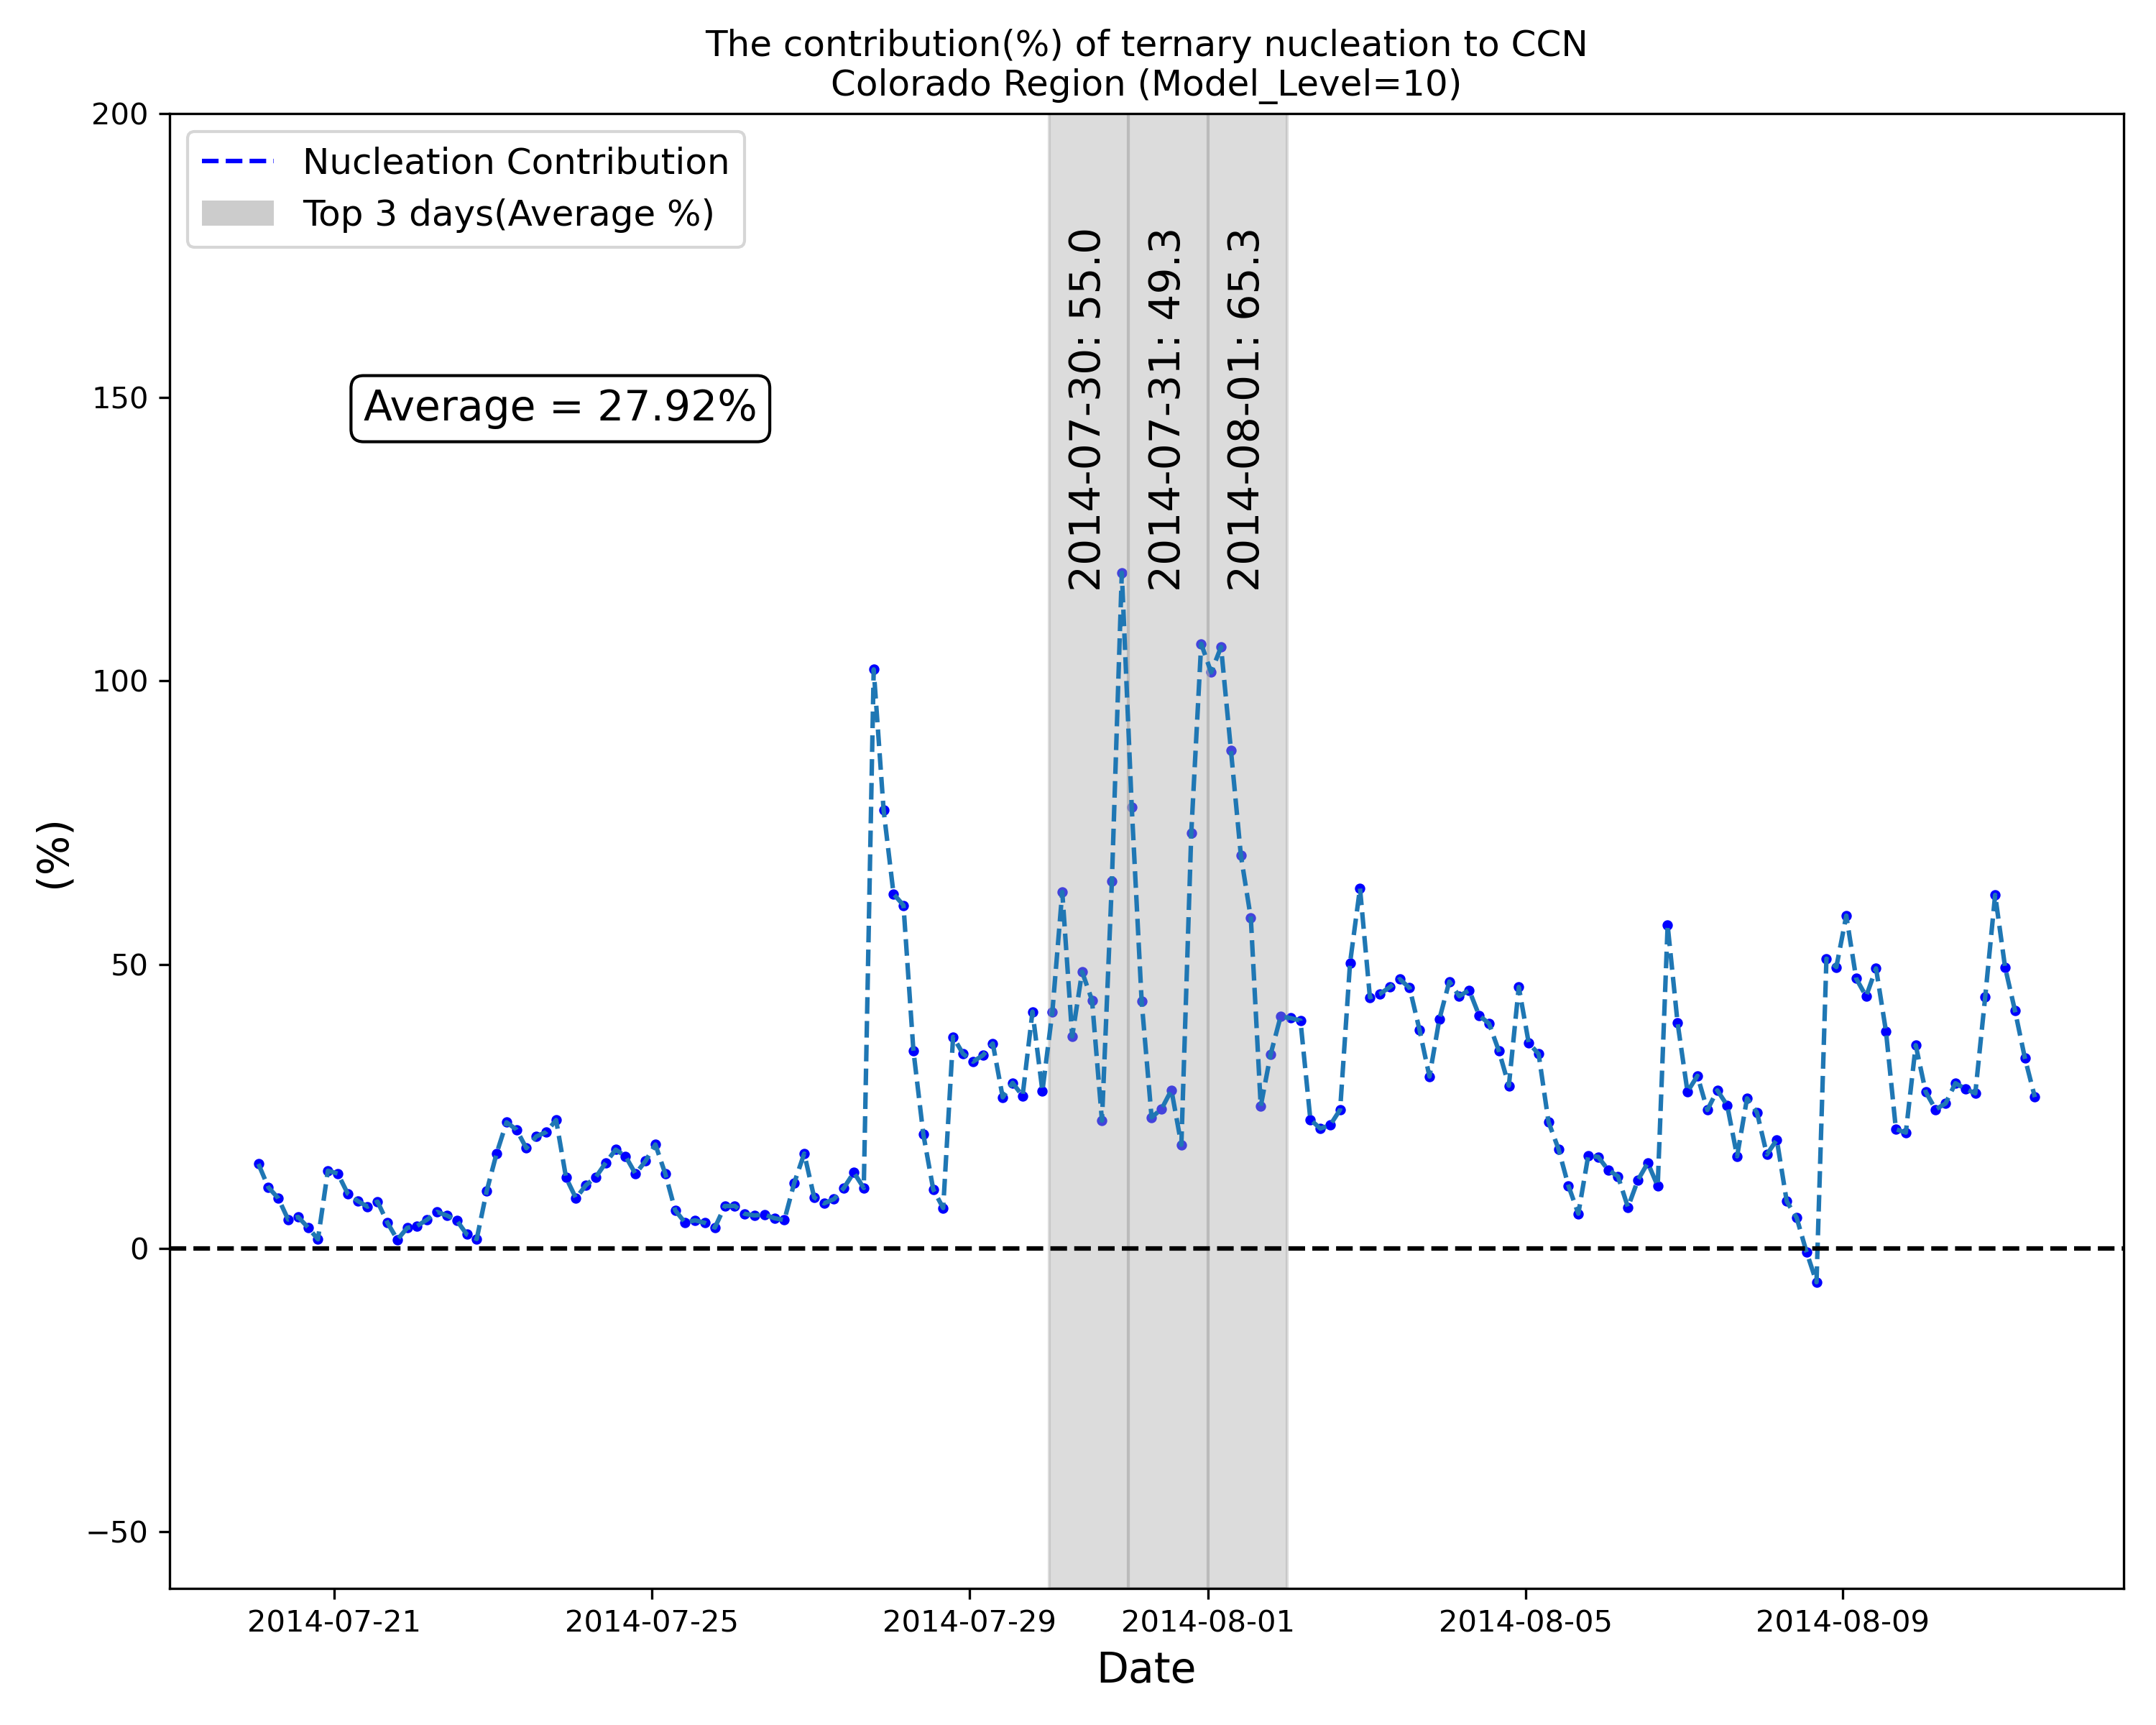 The contribution(%) of ternary nucleation to CCN
Colorado Region (Model_Level=10)
200
150
100
50
0
−50
(%)
Nucleation Contribution
Top 3 days(Average %)
Average = 27.92%
2014-07-30: 55.0
2014-07-31: 49.3
2014-08-01: 65.3
2014-07-21
2014-07-25
2014-07-29
2014-08-01
2014-08-05
2014-08-09
Date